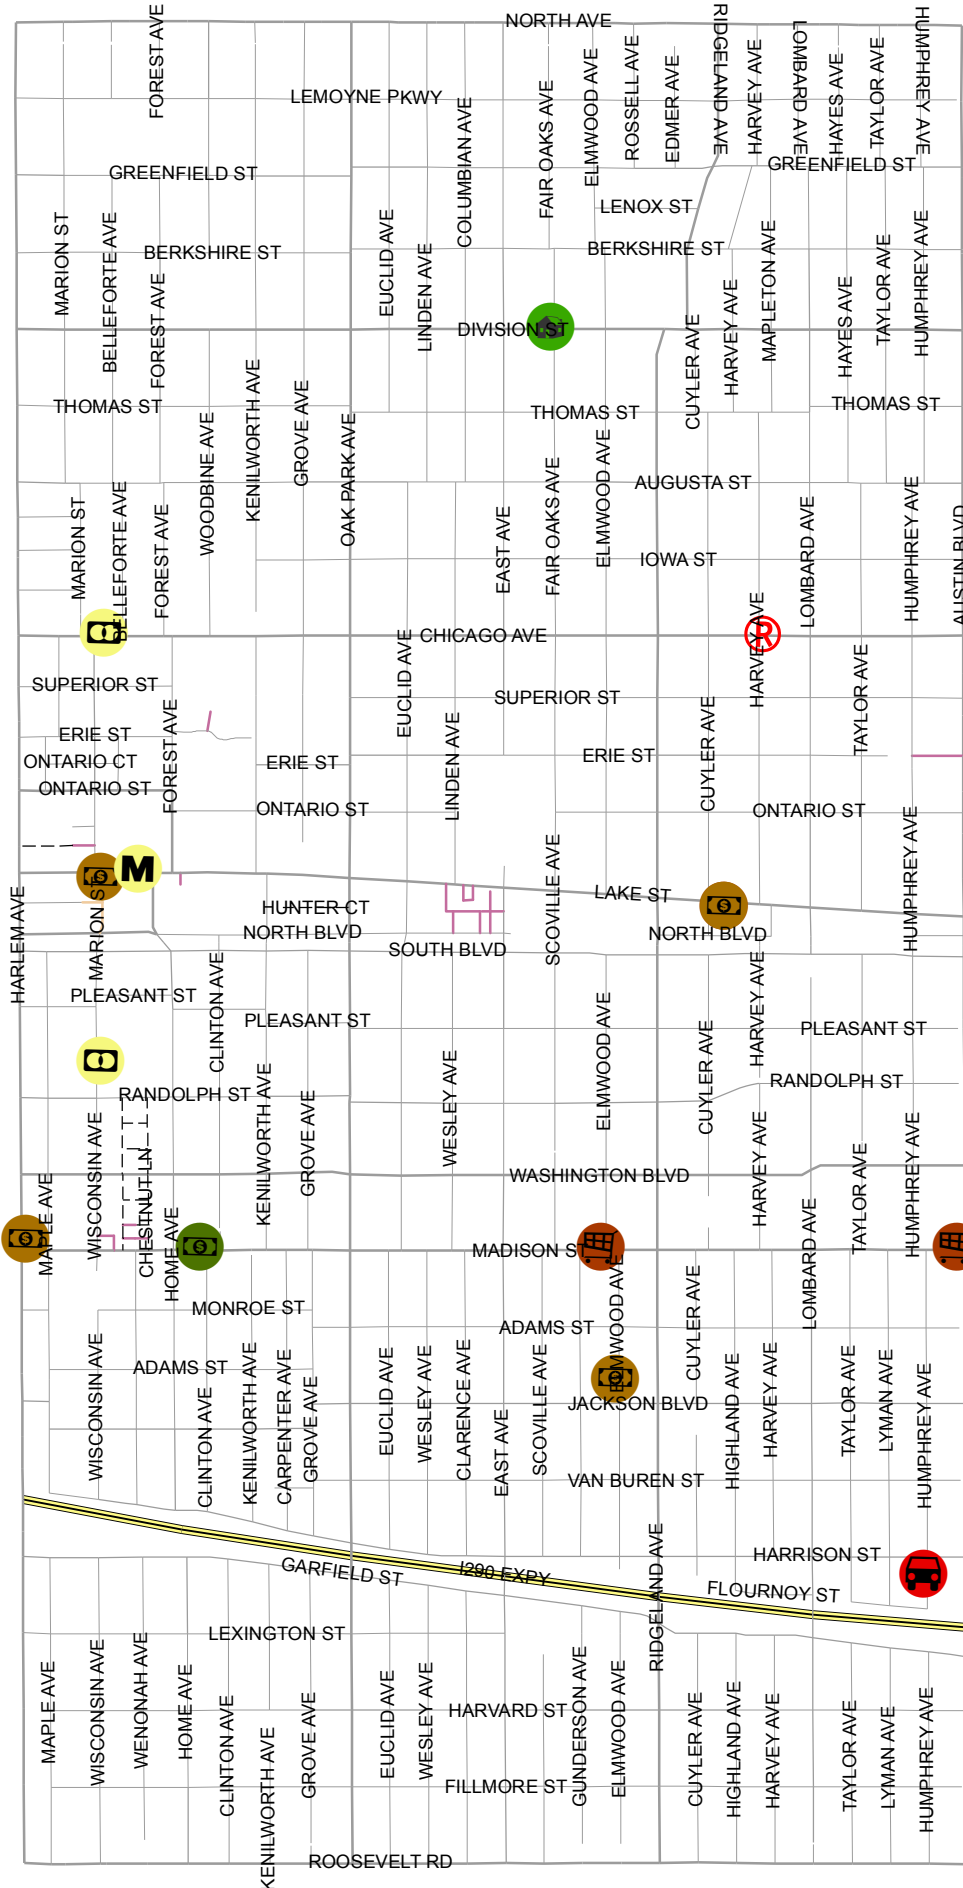 NORTH AVE
FOREST AVE
RIDGELAND AVE
HUMPHREY AVE
LOMBARD AVE
HARVEY AVE
HAYES AVE
TAYLOR AVE
ROSSELL AVE
ELMWOOD AVE
EDMER AVE
FAIR OAKS AVE
COLUMBIAN AVE
LEMOYNE PKWY
GREENFIELD ST
GREENFIELD ST
LENOX ST
MARION ST
BELLEFORTE AVE
BERKSHIRE ST
BERKSHIRE ST
EUCLID AVE
LINDEN AVE
FOREST AVE
MAPLETON AVE
HARVEY AVE
HAYES AVE
TAYLOR AVE
HUMPHREY AVE
DIVISION ST
CUYLER AVE
THOMAS ST
THOMAS ST
THOMAS ST
WOODBINE AVE
KENILWORTH AVE
GROVE AVE
OAK PARK AVE
ELMWOOD AVE
FAIR OAKS AVE
AUGUSTA ST
MARION ST
BELLEFORTE AVE
FOREST AVE
EAST AVE
IOWA ST
LOMBARD AVE
HUMPHREY AVE
AUSTIN BLVD
CHICAGO AVE
HARVEY AVE
R
EUCLID AVE
SUPERIOR ST
SUPERIOR ST
TAYLOR AVE
ERIE ST
FOREST AVE
CUYLER AVE
LINDEN AVE
ERIE ST
ERIE ST
ONTARIO CT
ONTARIO ST
ONTARIO ST
ONTARIO ST
M
$
MARION ST
HARLEM AVE
SCOVILLE AVE
LAKE ST
$
HUMPHREY AVE
HUNTER CT
NORTH BLVD
NORTH BLVD
SOUTH BLVD
CLINTON AVE
HARVEY AVE
PLEASANT ST
PLEASANT ST
PLEASANT ST
ELMWOOD AVE
CUYLER AVE
WESLEY AVE
RANDOLPH ST
RANDOLPH ST
KENILWORTH AVE
GROVE AVE
WISCONSIN AVE
CHESTNUT LN
WASHINGTON BLVD
HARVEY AVE
TAYLOR AVE
HUMPHREY AVE
MAPLE AVE
$
HOME AVE
$
LOMBARD AVE
MADISON ST
ELMWOOD AVE
CUYLER AVE
MONROE ST
ADAMS ST
ADAMS ST
WISCONSIN AVE
KENILWORTH AVE
CARPENTER AVE
GROVE AVE
CLINTON AVE
EUCLID AVE
WESLEY AVE
CLARENCE AVE
SCOVILLE AVE
EAST AVE
$
JACKSON BLVD
HIGHLAND AVE
HARVEY AVE
TAYLOR AVE
LYMAN AVE
HUMPHREY AVE
VAN BUREN ST
RIDGELAND AVE
HARRISON ST
GARFIELD ST
I290 EXPY
FLOURNOY ST
LEXINGTON ST
MAPLE AVE
WISCONSIN AVE
WENONAH AVE
HOME AVE
CLINTON AVE
KENILWORTH AVE
GROVE AVE
EUCLID AVE
WESLEY AVE
HARVARD ST
GUNDERSON AVE
ELMWOOD AVE
CUYLER AVE
HIGHLAND AVE
HARVEY AVE
TAYLOR AVE
LYMAN AVE
HUMPHREY AVE
FILLMORE ST
ROOSEVELT RD